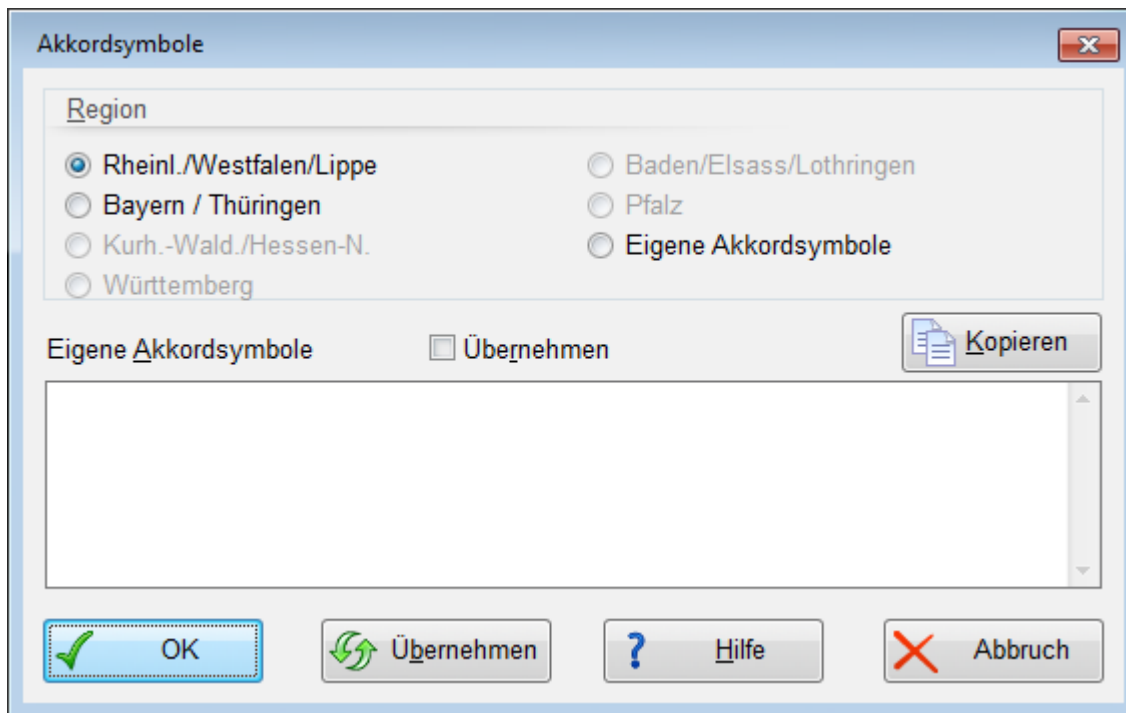 Akkordsymbole
Region
Rheinl./Westfalen/Lippe
Bayern / Thüringen
Kurh.-Wald./Hessen-N.
Württemberg
Baden/Elsass/Lothringen
Pfalz
Eigene Akkordsymbole
Eigene Akkordsymbole Übernehmen Kopieren
OK Übernehmen ? Hilfe Abbruch